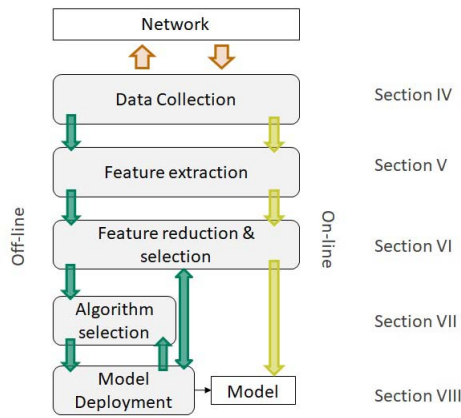 Network
Data Collection
Section IV
Feature extraction
Section V
Off-line
Feature reduction &
selection
On-line
Section VI
Algorithm
selection
Section VII
Model
Deployment
Model
Section VIII